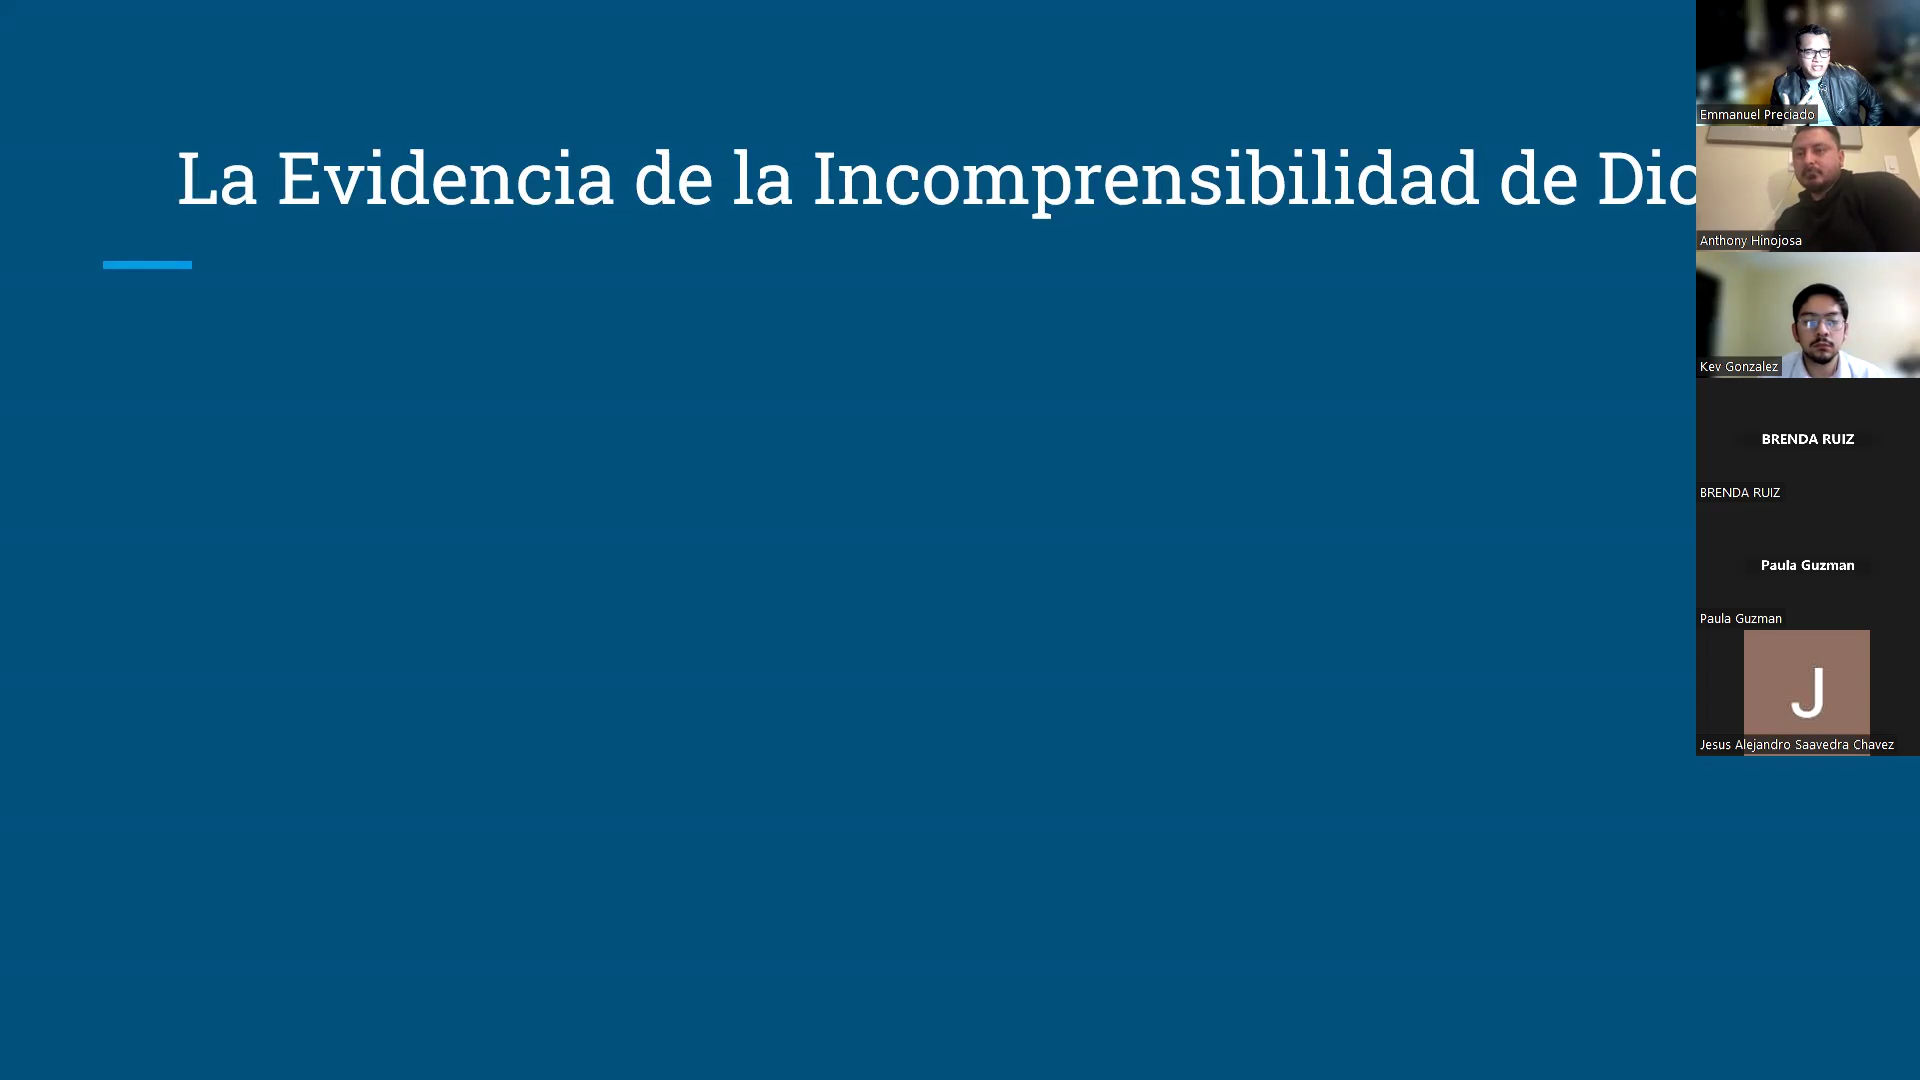 La Evidencia de la Incomprensibilidad de
Emmanuel Preciado
Anthony Hinojosa
Kev Gonzalez
BRENDA RUIZ
BRENDA RUIZ
Paula Guzman
Paula Guzman
J
Jesus Alejandro Saavedra Chavez